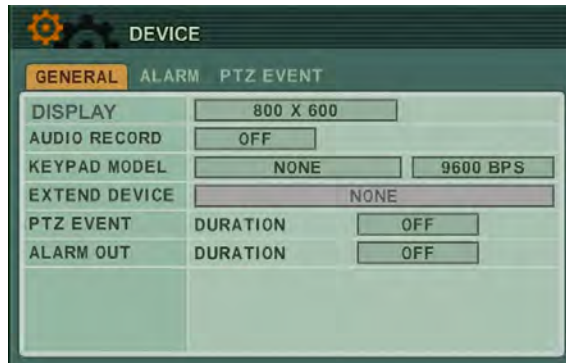 DEVICE
GENERAL ALARM PTZ EVENT
DISPLAY 800 X 600
AUDIO RECORD OFF
KEYPAD MODEL NONE 9600 BPS
EXTEND DEVICE NONE
PTZ EVENT DURATION OFF
ALARM OUT DURATION OFF